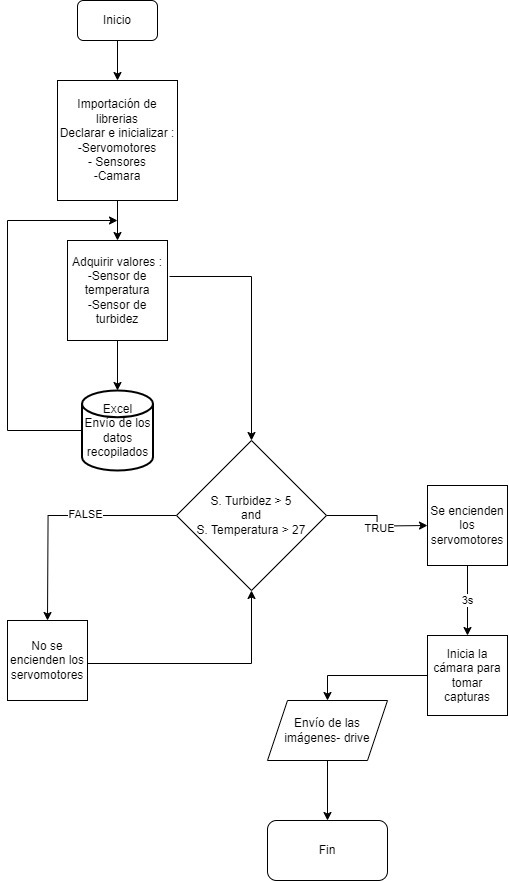 Inicio
Importación de
librerias
Declarar e inicializar :
-Servomotores
- Sensores
-Camara
Adquirir valores :
-Sensor de
temperatura
-Sensor de
turbidez
Excel
Envío de los
datos
recopilados
S. Turbidez > 5
and
S. Temperatura > 27
FALSE
TRUE
Se encienden
los
servomotores
3s
No se
encienden los
servomotores
Inicia la
cámara para
tomar
capturas
Envío de las
imágenes- drive
Fin